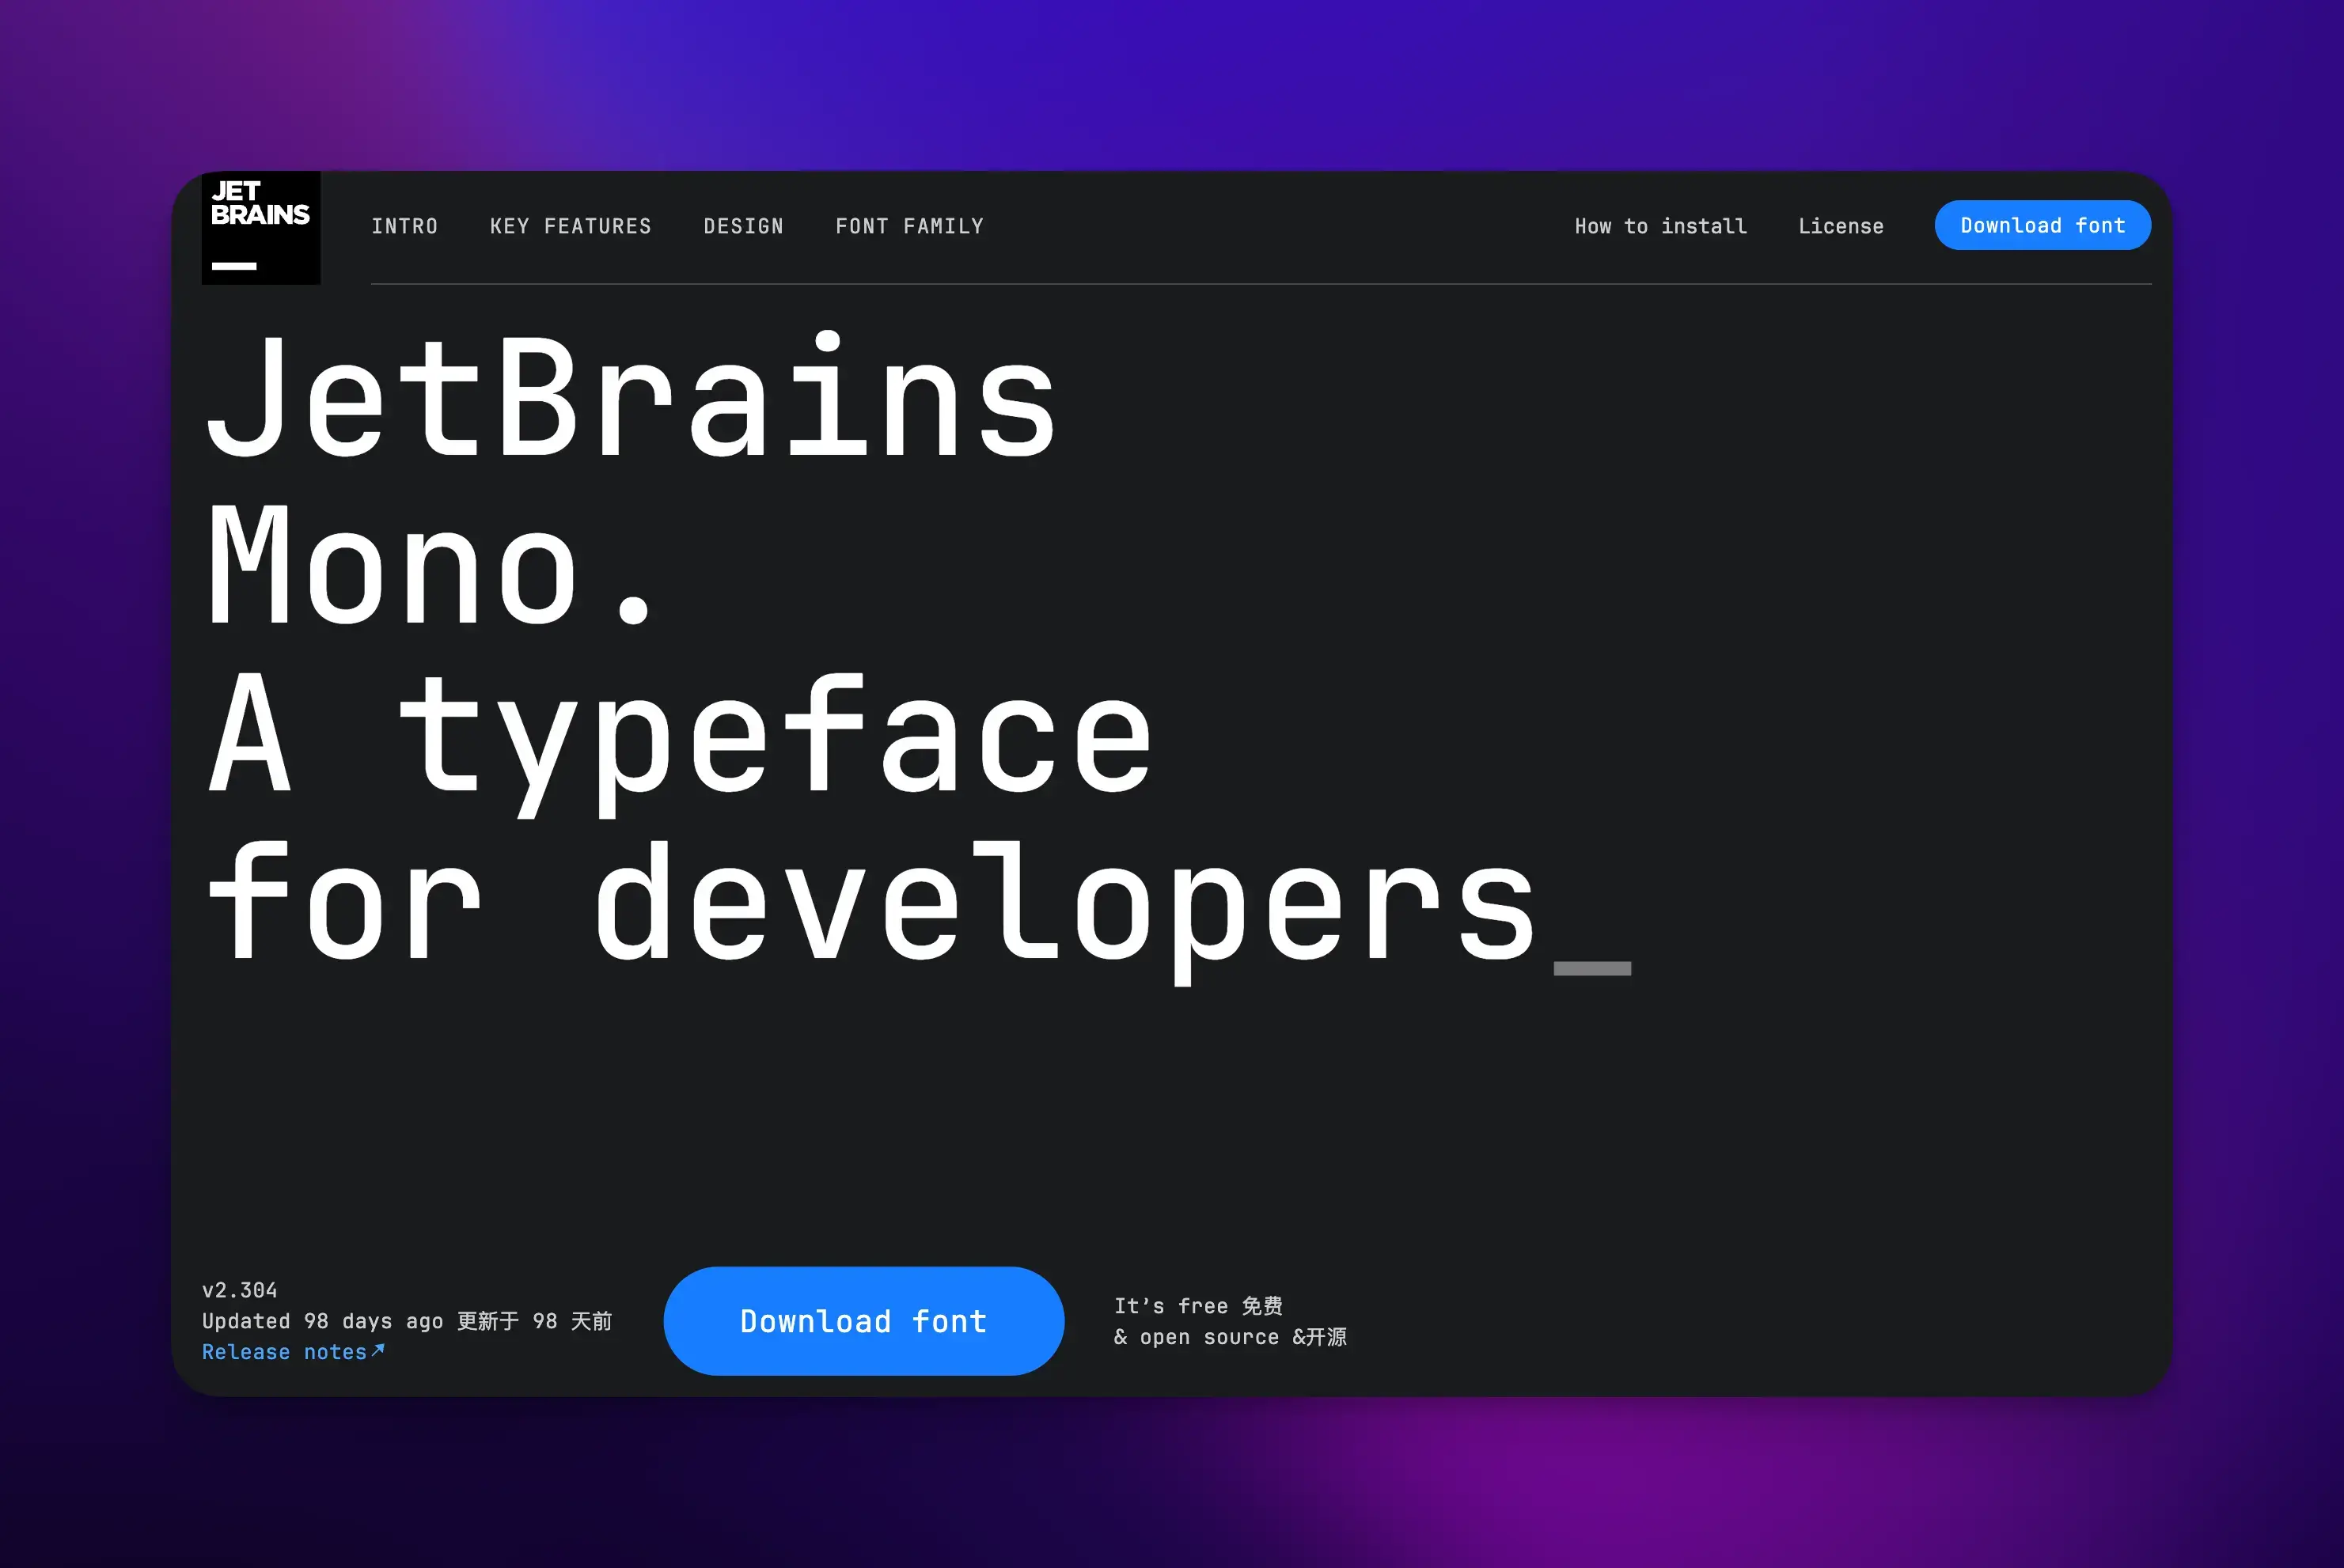 JET
BRAINS
INTRO KEY FEATURES DESIGN FONT FAMILY How to install License Download font
JetBrains
Mono.
A typeface
for developers_
v2.304
Updated 98 days ago 更新于 98 天前
Release notes↗
Download font
It’s free 免费
& open source &开源